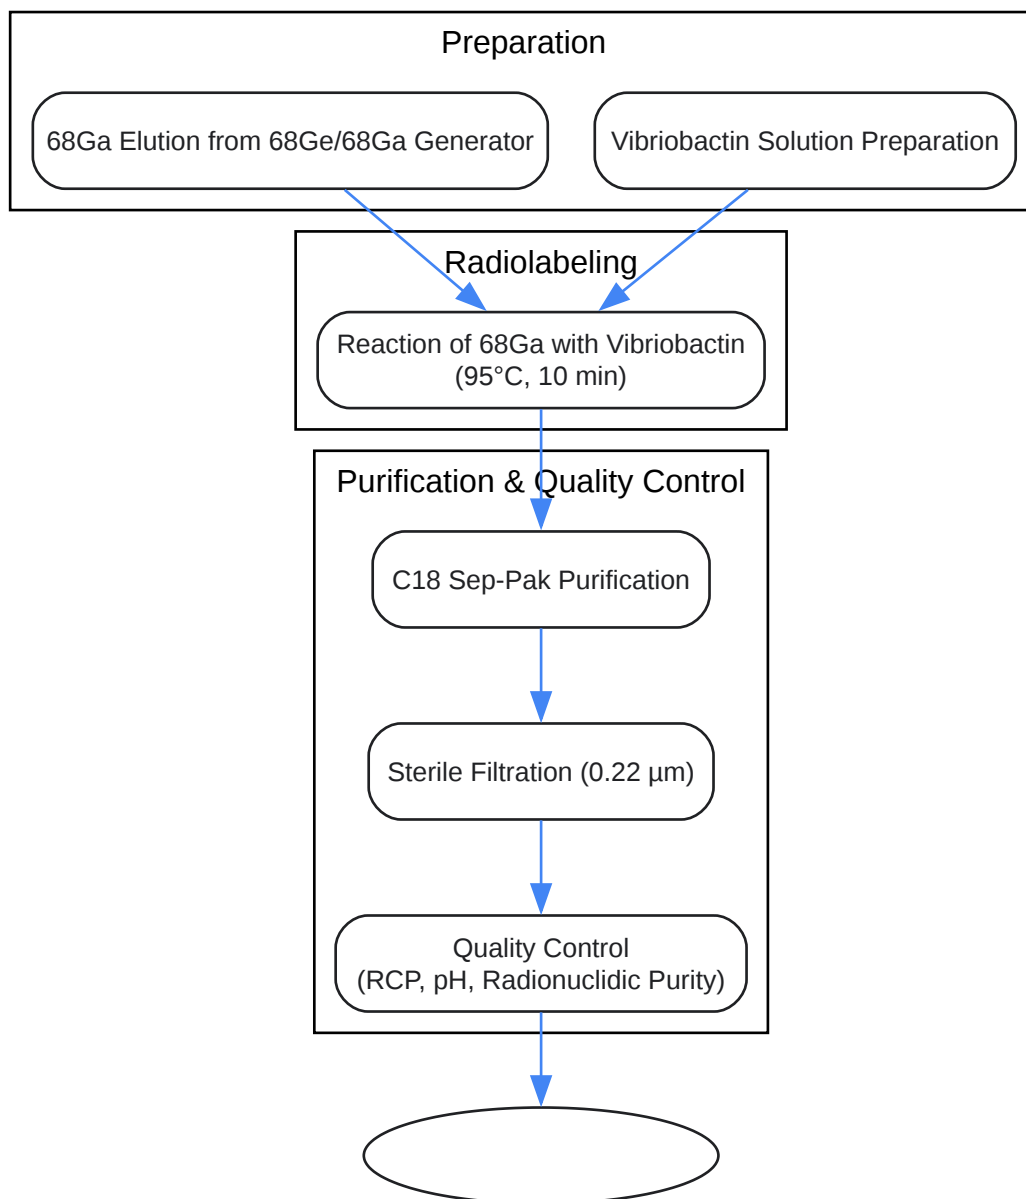 Preparation
68Ga Elution from 68Ge/68Ga Generator
Vibriobactin Solution Preparation
Radiolabeling
Reaction of 68Ga with Vibriobactin
(95°C, 10 min)
Purification & Quality Control
C18 Sep-Pak Purification
Sterile Filtration (0.22 µm)
Quality Control
(RCP, pH, Radionuclidic Purity)